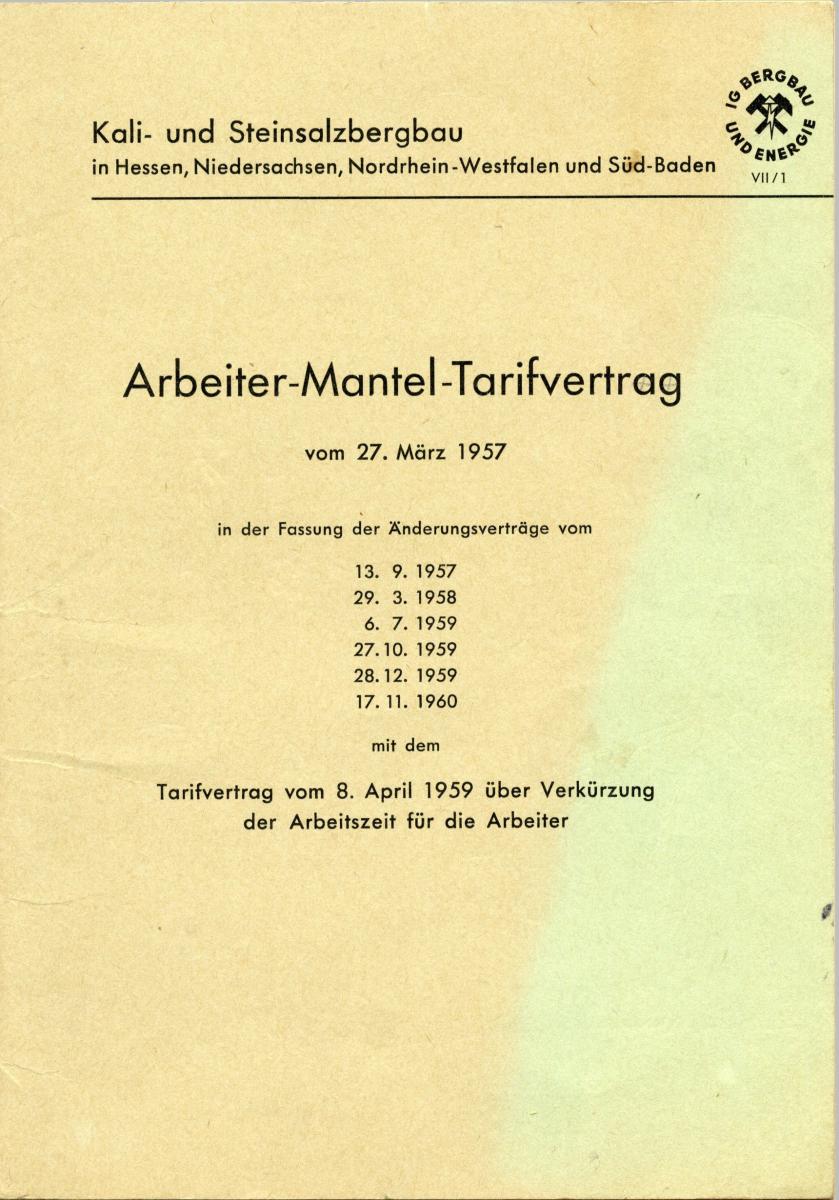 Kali- und Steinsalzbergbau
in Hessen, Niedersachsen, Nordrhein-Westfalen und Süd-Baden
IG BERGBAU UND ENERGIE
VII/1
Arbeiter-Mantel-Tarifvertrag
vom 27. März 1957
in der Fassung der Änderungsverträge vom
13. 9. 1957
29. 3. 1958
6. 7. 1959
27. 10. 1959
28. 12. 1959
17. 11. 1960
mit dem
Tarifvertrag vom 8. April 1959 über Verkürzung
der Arbeitszeit für die Arbeiter